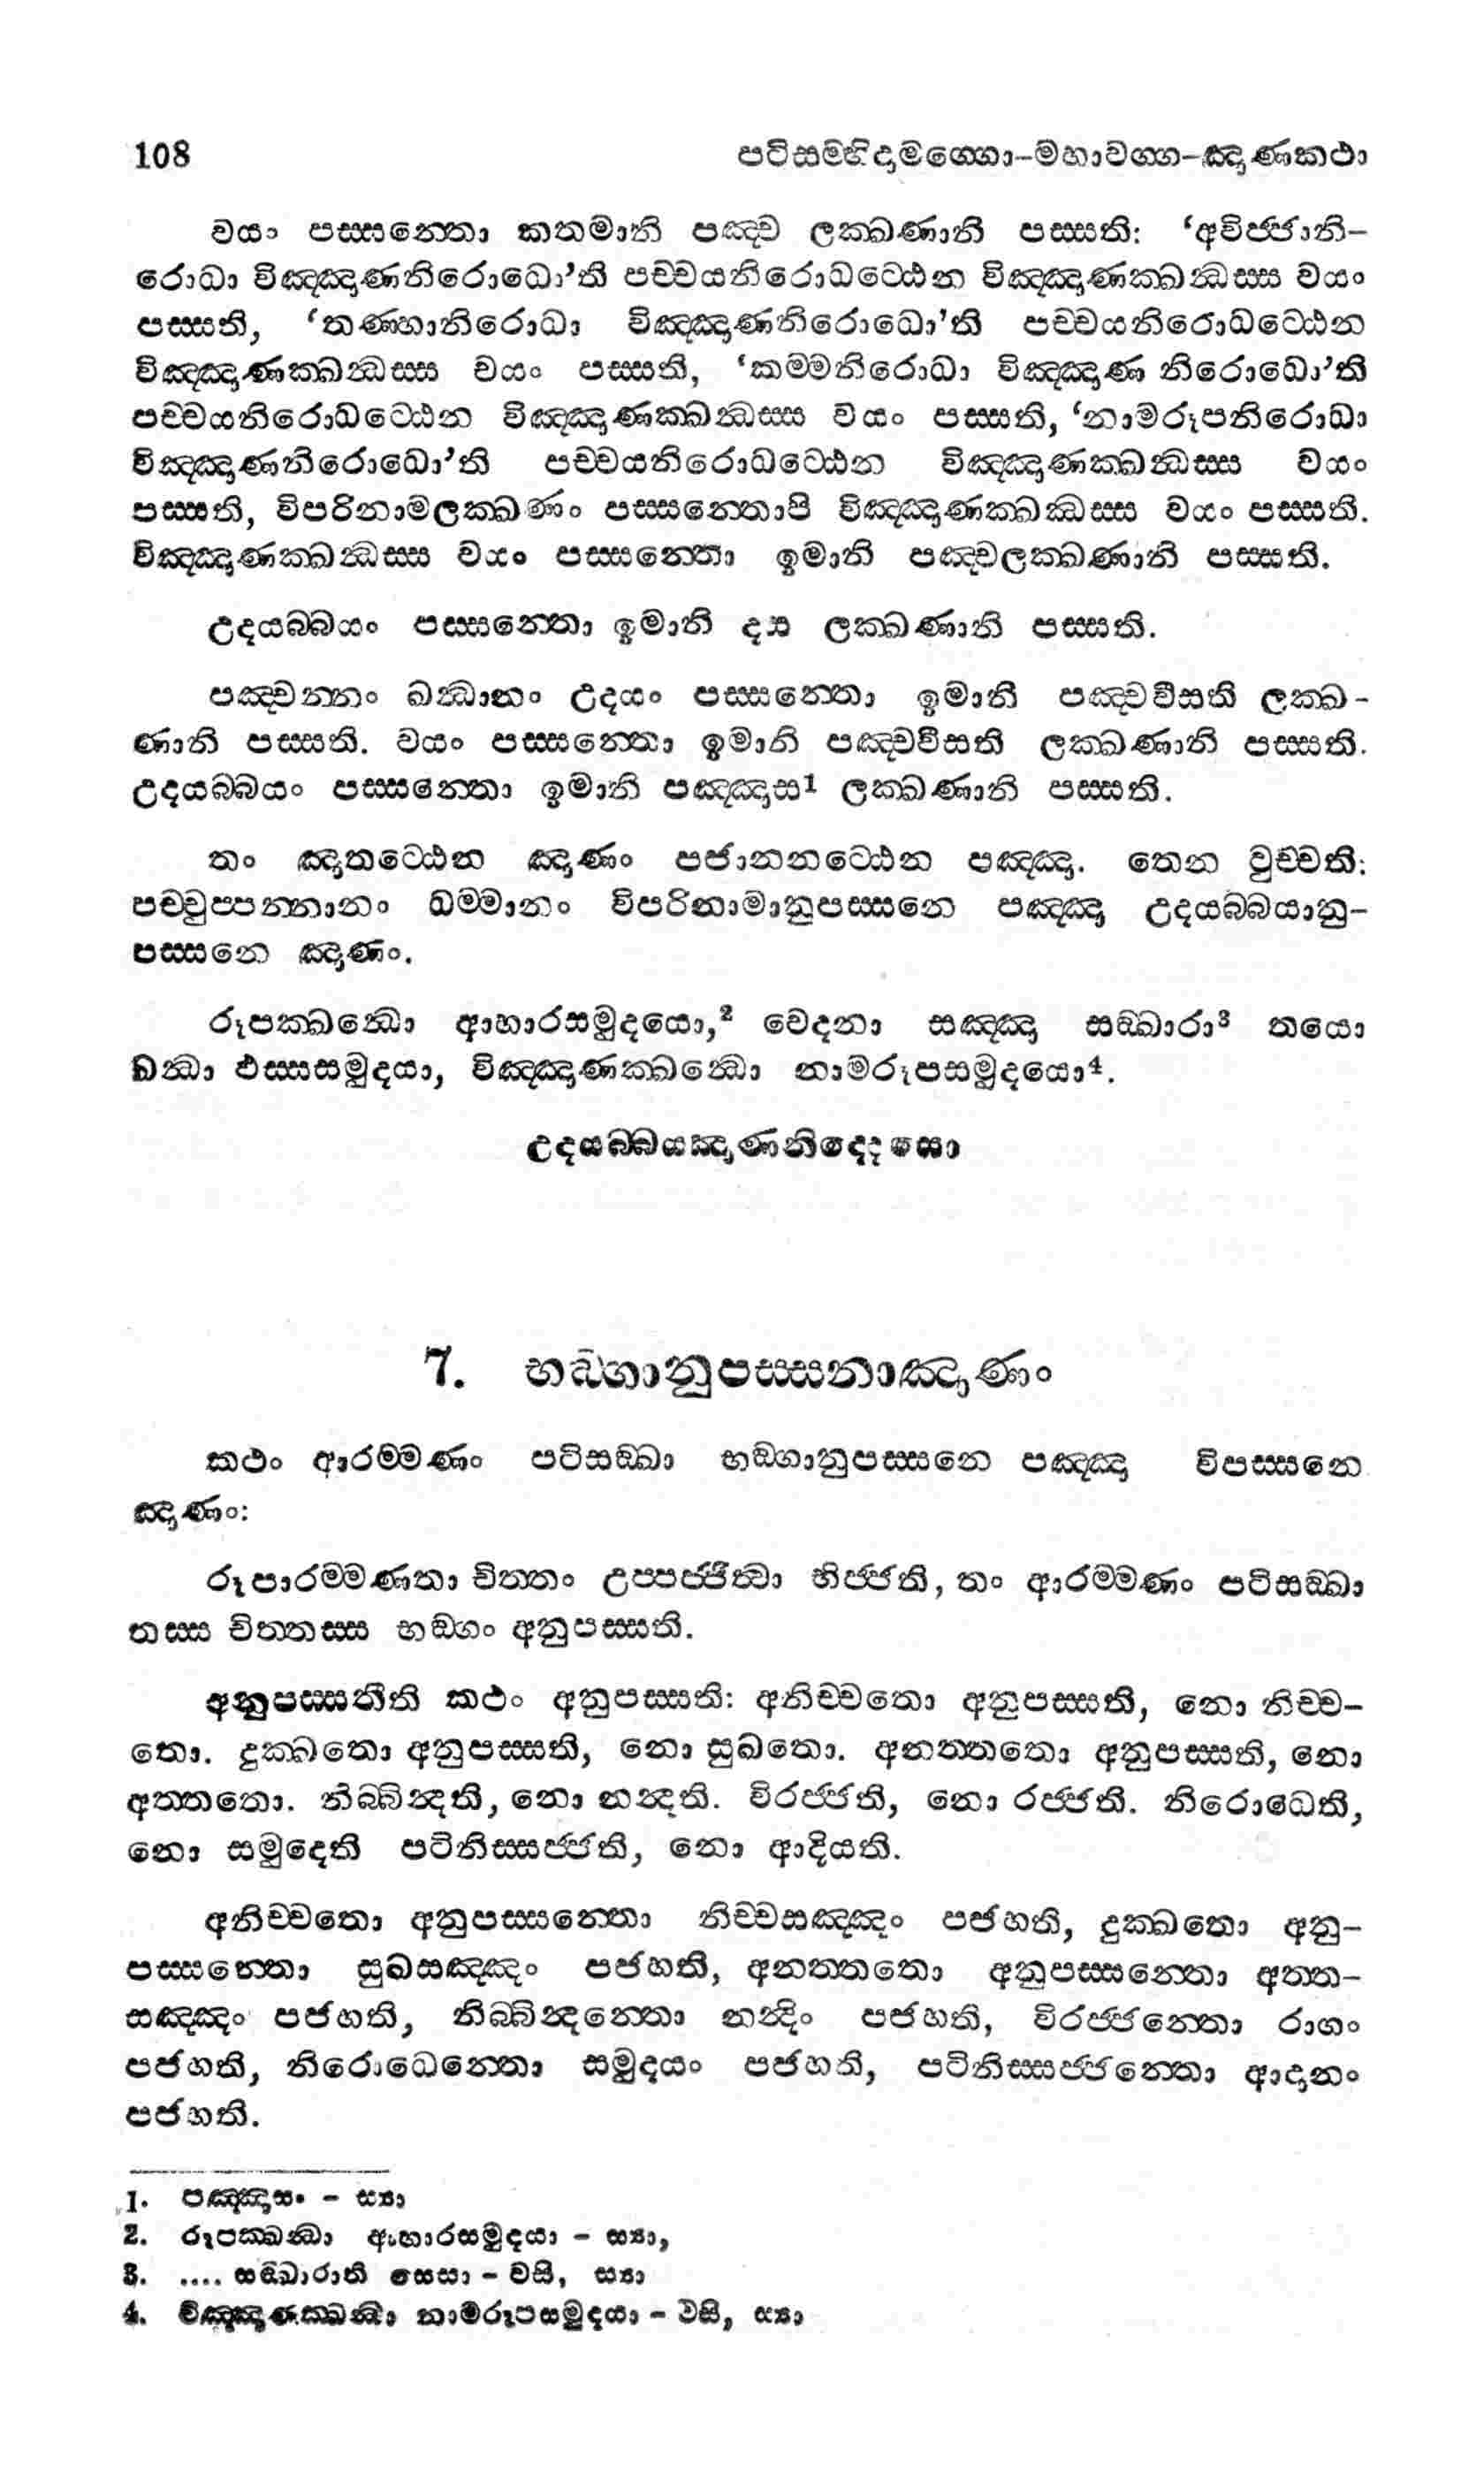 108 පටිසම්භිදාමග්ගො-මහාවග්ග-ඤාණකථා
වයං පස්සන්තො කතමානි පඤ්ච ලක්ඛණානි පස්සති: ‘අවිජ්ජානි-
රොධා විඤ්ඤාණනිරොධො’ති පච්චයනිරොධට්ඨෙන විඤ්ඤාණක්ඛන්ධස්ස වයං
පස්සති, ‘තණ්හානිරොධා විඤ්ඤාණනිරොධො’ති පච්චයනිරොධට්ඨෙන
විඤ්ඤාණක්ඛන්ධස්ස වයං පස්සති, ‘කම්මනිරොධා විඤ්ඤාණ නිරොධො’ති
පච්චයනිරොධට්ඨෙන විඤ්ඤාණක්ඛන්ධස්ස වයං පස්සති, ‘නාමරූපනිරොධා
විඤ්ඤාණනිරොධො’ති පච්චයනිරොධට්ඨෙන විඤ්ඤාණක්ඛන්ධස්ස වයං
පස්සති, විපරිනාමලක්ඛණං පස්සන්තොපි විඤ්ඤාණක්ඛන්ධස්ස වයං පස්සති.
විඤ්ඤාණක්ඛන්ධස්ස වයං පස්සන්තො ඉමානි පඤ්චලක්ඛණානි පස්සති.
උදයබ්බයං පස්සන්තො ඉමානි දස ලක්ඛණානි පස්සති.
පඤ්චන්නං ඛන්ධානං උදයං පස්සන්තො ඉමානි පඤ්චවීසති ලක්ඛ-
ණානි පස්සති. වයං පස්සන්තො ඉමානි පඤ්චවීසති ලක්ඛණානි පස්සති.
උදයබ්බයං පස්සන්තො ඉමානි පඤ්ඤාස1 ලක්ඛණානි පස්සති.
තං ඤාතට්ඨෙන ඤාණං පජානනට්ඨෙන පඤ්ඤා. තෙන වුච්චති:
පච්චුප්පන්නානං ධම්මානං විපරිණාමානුපස්සනෙ පඤ්ඤා උදයබ්බයානු-
පස්සනෙ ඤාණං.
රූපක්ඛන්ධො ආහාරසමුදයො,2 වෙදනා සඤ්ඤා සඞ්ඛාරා3 තයො
ඛන්ධා ඵස්සසමුදයා, විඤ්ඤාණක්ඛන්ධො නාමරූපසමුදයො4.
උදයබ්බයඤාණනිද්දෙසො
7. භඞ්ගානුපස්සනාඤාණං
කථං ආරම්මණං පටිසඞ්ඛා භඞ්ගානුපස්සනෙ පඤ්ඤා විපස්සනෙ
ඤාණං:
රූපාරම්මණතා චිත්තං උප්පජ්ජිත්වා භිජ්ජති, තං ආරම්මණං පටිසඞ්ඛා
තස්ස චිත්තස්ස භඞ්ගං අනුපස්සති.
අනුපස්සතීති කථං අනුපස්සති: අනිච්චතො අනුපස්සති, නො නිච්ච-
තො. දුක්ඛතො අනුපස්සති, නො සුඛතො. අනත්තතො අනුපස්සති, නො
අත්තතො. නිබ්බින්දති, නො නන්දති. විරජ්ජති, නො රජ්ජති. නිරොධෙති,
නො සමුදෙති පටිනිස්සජ්ජති, නො ආදියති.
අනිච්චතො අනුපස්සන්තො නිච්චසඤ්ඤං පජහති, දුක්ඛතො අනු-
පස්සන්තො සුඛසඤ්ඤං පජහති, අනත්තතො අනුපස්සන්තො අත්ත-
සඤ්ඤං පජහති, නිබ්බින්දන්තො නන්දිං පජහති, විරජ්ජන්තො රාගං
පජහති, නිරොධෙන්තො සමුදයං පජහති, පටිනිස්සජ්ජන්තො ආදානං
පජහති.
1. පඤ්ඤාසං - ස්‍යා
2. රූපක්ඛන්ධා ආහාරසමුදයා - ස්‍යා,
3. .... සඞ්ඛාරාති සෙසා - වසි, ස්‍යා
4. විඤ්ඤාණක්ඛන්ධා නාමරූපසමුදයා - වසි, ස්‍යා